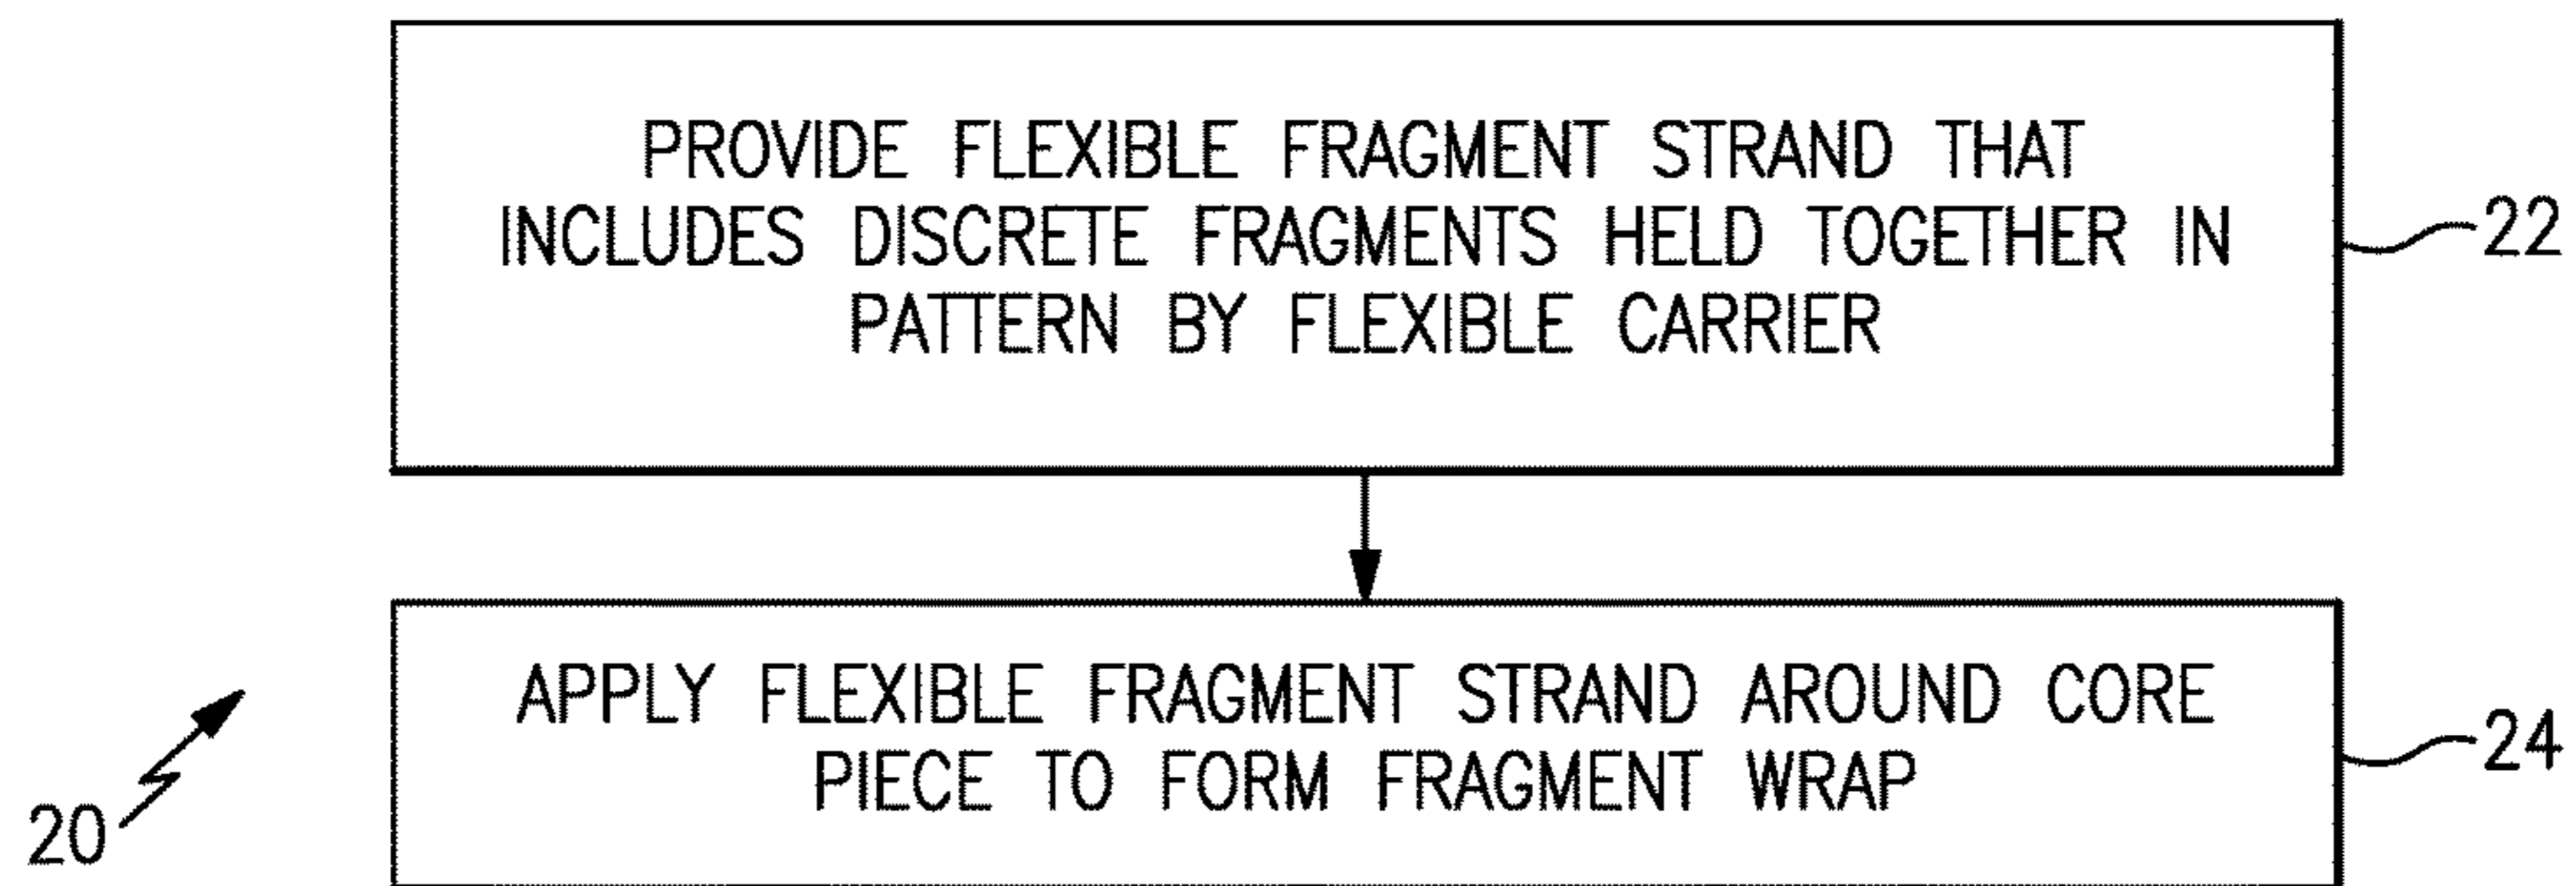 PROVIDE FLEXIBLE FRAGMENT STRAND THAT
INCLUDES DISCRETE FRAGMENTS HELD TOGETHER IN
PATTERN BY FLEXIBLE CARRIER
22
APPLY FLEXIBLE FRAGMENT STRAND AROUND CORE
PIECE TO FORM FRAGMENT WRAP
24
20